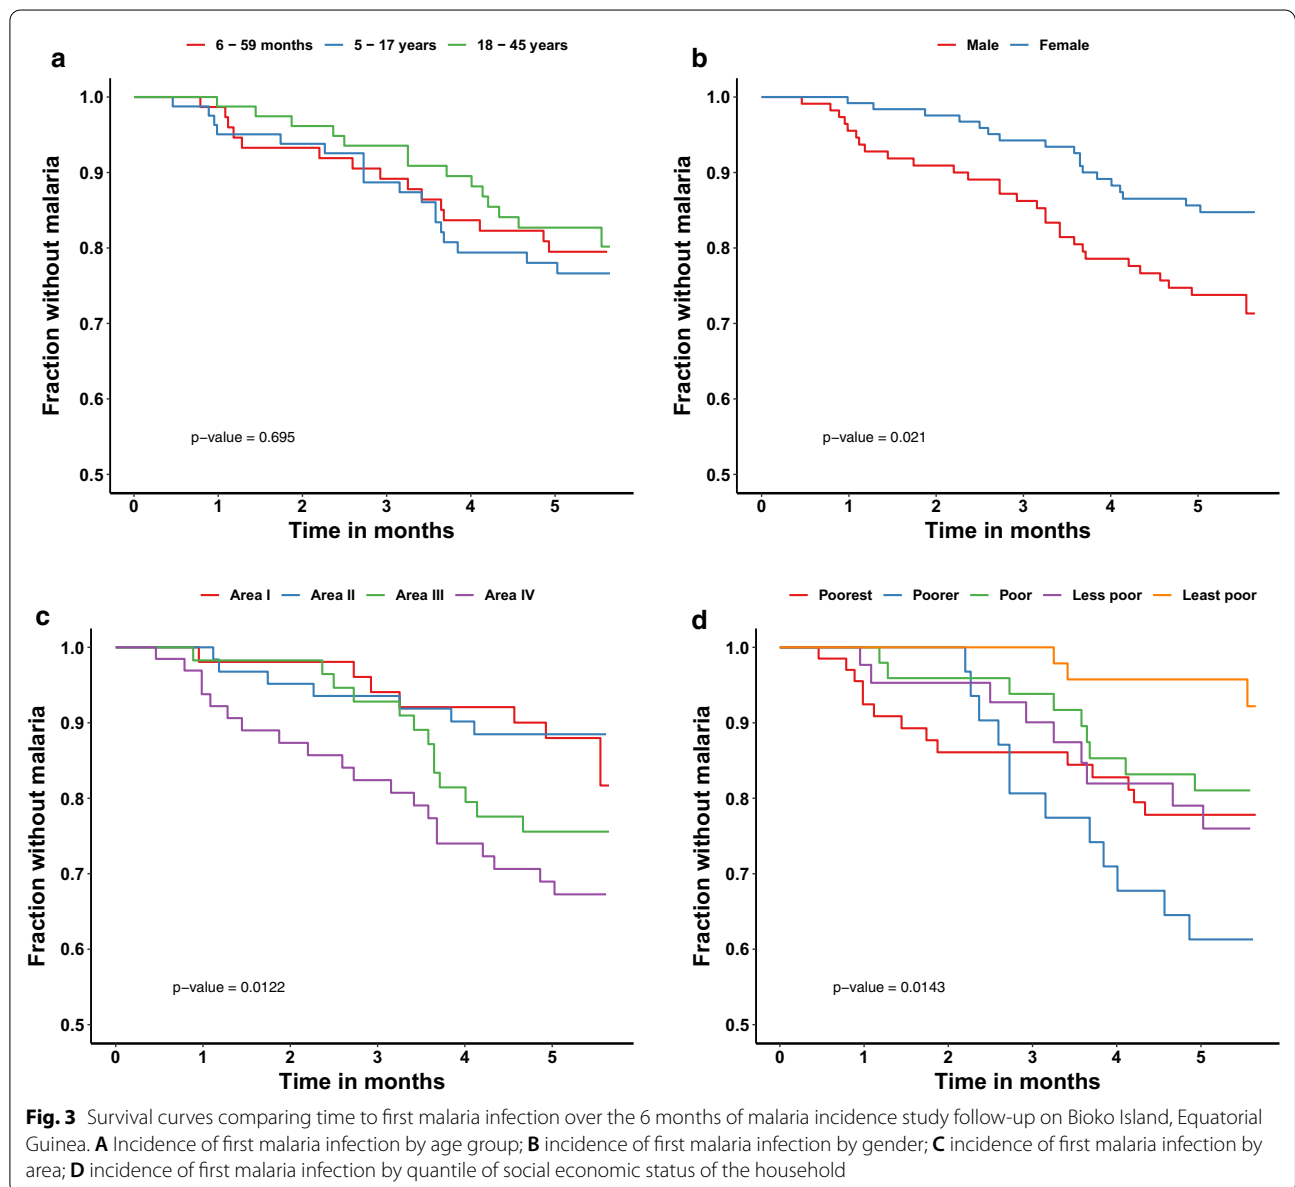 6 − 59 months 5 − 17 years 18 − 45 years
a
1.0
0.9
0.8
0.7
0.6
0.5
Fraction without malaria
p−value = 0.695
0 1 2 3 4 5
Time in months
Male Female
b
1.0
0.9
0.8
0.7
0.6
0.5
Fraction without malaria
p−value = 0.021
0 1 2 3 4 5
Time in months
Area I Area II Area III Area IV
c
1.0
0.9
0.8
0.7
0.6
0.5
Fraction without malaria
p−value = 0.0122
0 1 2 3 4 5
Time in months
Poorest Poorer Poor Less poor Least poor
d
1.0
0.9
0.8
0.7
0.6
0.5
Fraction without malaria
p−value = 0.0143
0 1 2 3 4 5
Time in months
Fig. 3 Survival curves comparing time to first malaria infection over the 6 months of malaria incidence study follow-up on Bioko Island, Equatorial
Guinea. A Incidence of first malaria infection by age group; B incidence of first malaria infection by gender; C incidence of first malaria infection by
area; D incidence of first malaria infection by quantile of social economic status of the household